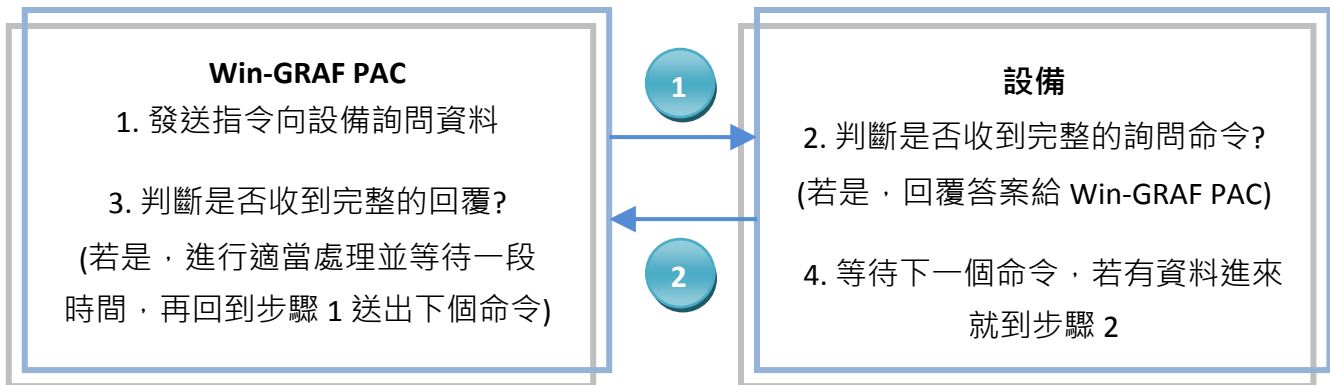 Win-GRAF PAC
1. 發送指令向設備詢問資料
3. 判斷是否收到完整的回覆?
(若是，進行適當處理並等待一段
時間，再回到步驟 1 送出下個命令)
1
2
設備
2. 判斷是否收到完整的詢問命令?
(若是，回覆答案給 Win-GRAF PAC)
4. 等待下一個命令，若有資料進來
就到步驟 2